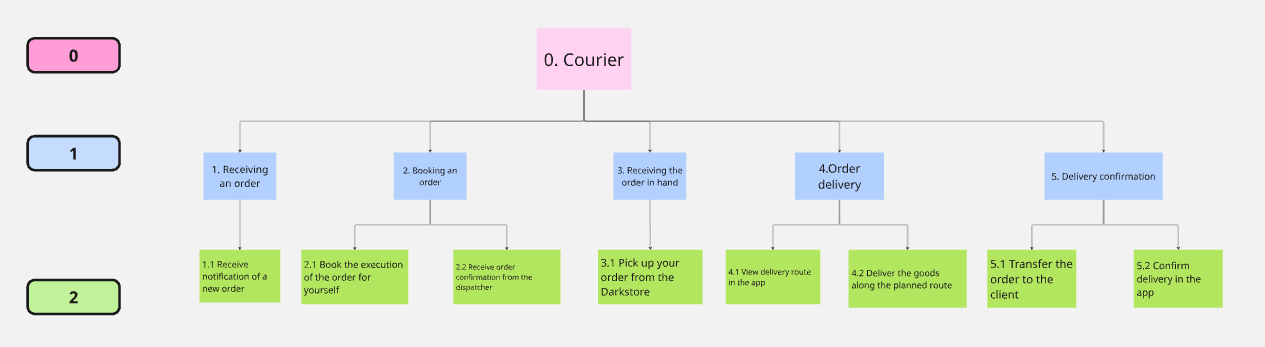 0
0. Courier
1
1. Receiving
an order
2. Booking an
order
3. Receiving the
order in hand
4.Order
delivery
5. Delivery confirmation
2
1.1 Receive
notification of a
new order
2.1 Book the execution
of the order for
yourself
2.2 Receive order
confirmation from the
dispatcher
3.1 Pick up your
order from the
Darkstore
4.1 View delivery route
in the app
4.2 Deliver the goods
along the planned route
5.1 Transfer the
order to the
client
5.2 Confirm
delivery in the
app